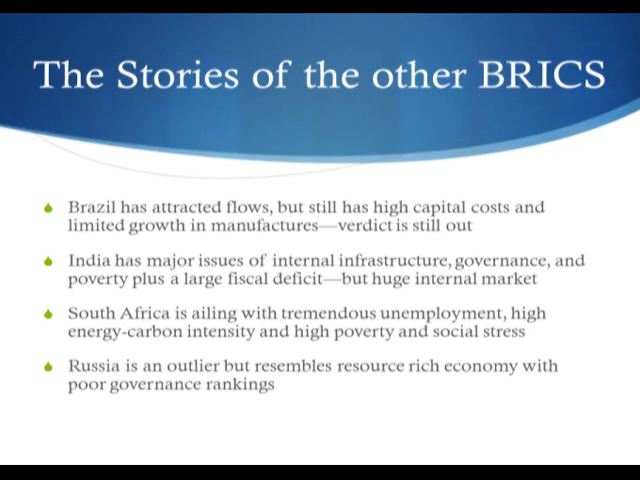 The Stories of the other BRICS
Brazil has attracted flows, but still has high capital costs and
limited growth in manufactures—verdict is still out
India has major issues of internal infrastructure, governance, and
poverty plus a large fiscal deficit—but huge internal market
South Africa is ailing with tremendous unemployment, high
energy-carbon intensity and high poverty and social stress
Russia is an outlier but resembles resource rich economy with
poor governance rankings